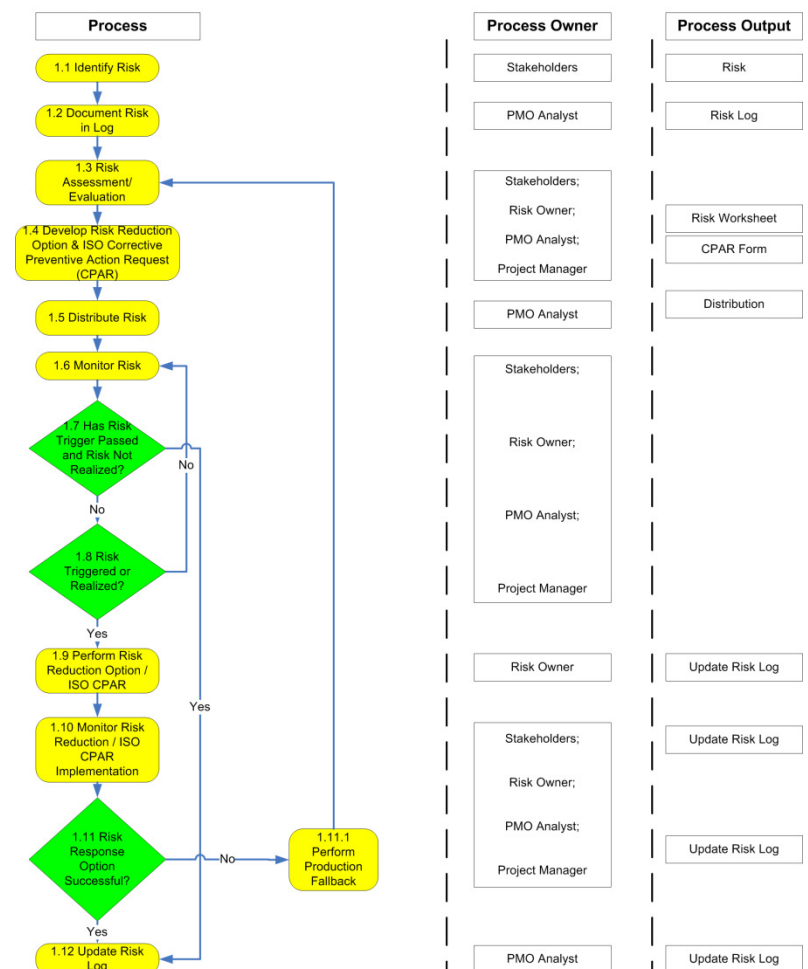 Process
Process Owner
Process Output
1.1 Identify Risk
Stakeholders
Risk
1.2 Document Risk
in Log
PMO Analyst
Risk Log
1.3 Risk
Assessment/
Evaluation
Stakeholders;
Risk Owner;
PMO Analyst;
Project Manager
Risk Worksheet
1.4 Develop Risk Reduction
Option & ISO Corrective
Preventive Action Request
(CPAR)
CPAR Form
1.5 Distribute Risk
PMO Analyst
Distribution
1.6 Monitor Risk
Stakeholders;
Risk Owner;
PMO Analyst;
Project Manager
1.7 Has Risk
Trigger Passed
and Risk Not
Realized?
No
No
1.8 Risk
Triggered or
Realized?
Yes
1.9 Perform Risk
Reduction Option /
ISO CPAR
Risk Owner
Update Risk Log
Yes
1.10 Monitor Risk
Reduction / ISO
CPAR
Implementation
Stakeholders;
Risk Owner;
PMO Analyst;
Project Manager
Update Risk Log
1.11 Risk
Response
Option
Successful?
No
1.11.1
Perform
Production
Fallback
Update Risk Log
Yes
1.12 Update Risk
Log
PMO Analyst
Update Risk Log